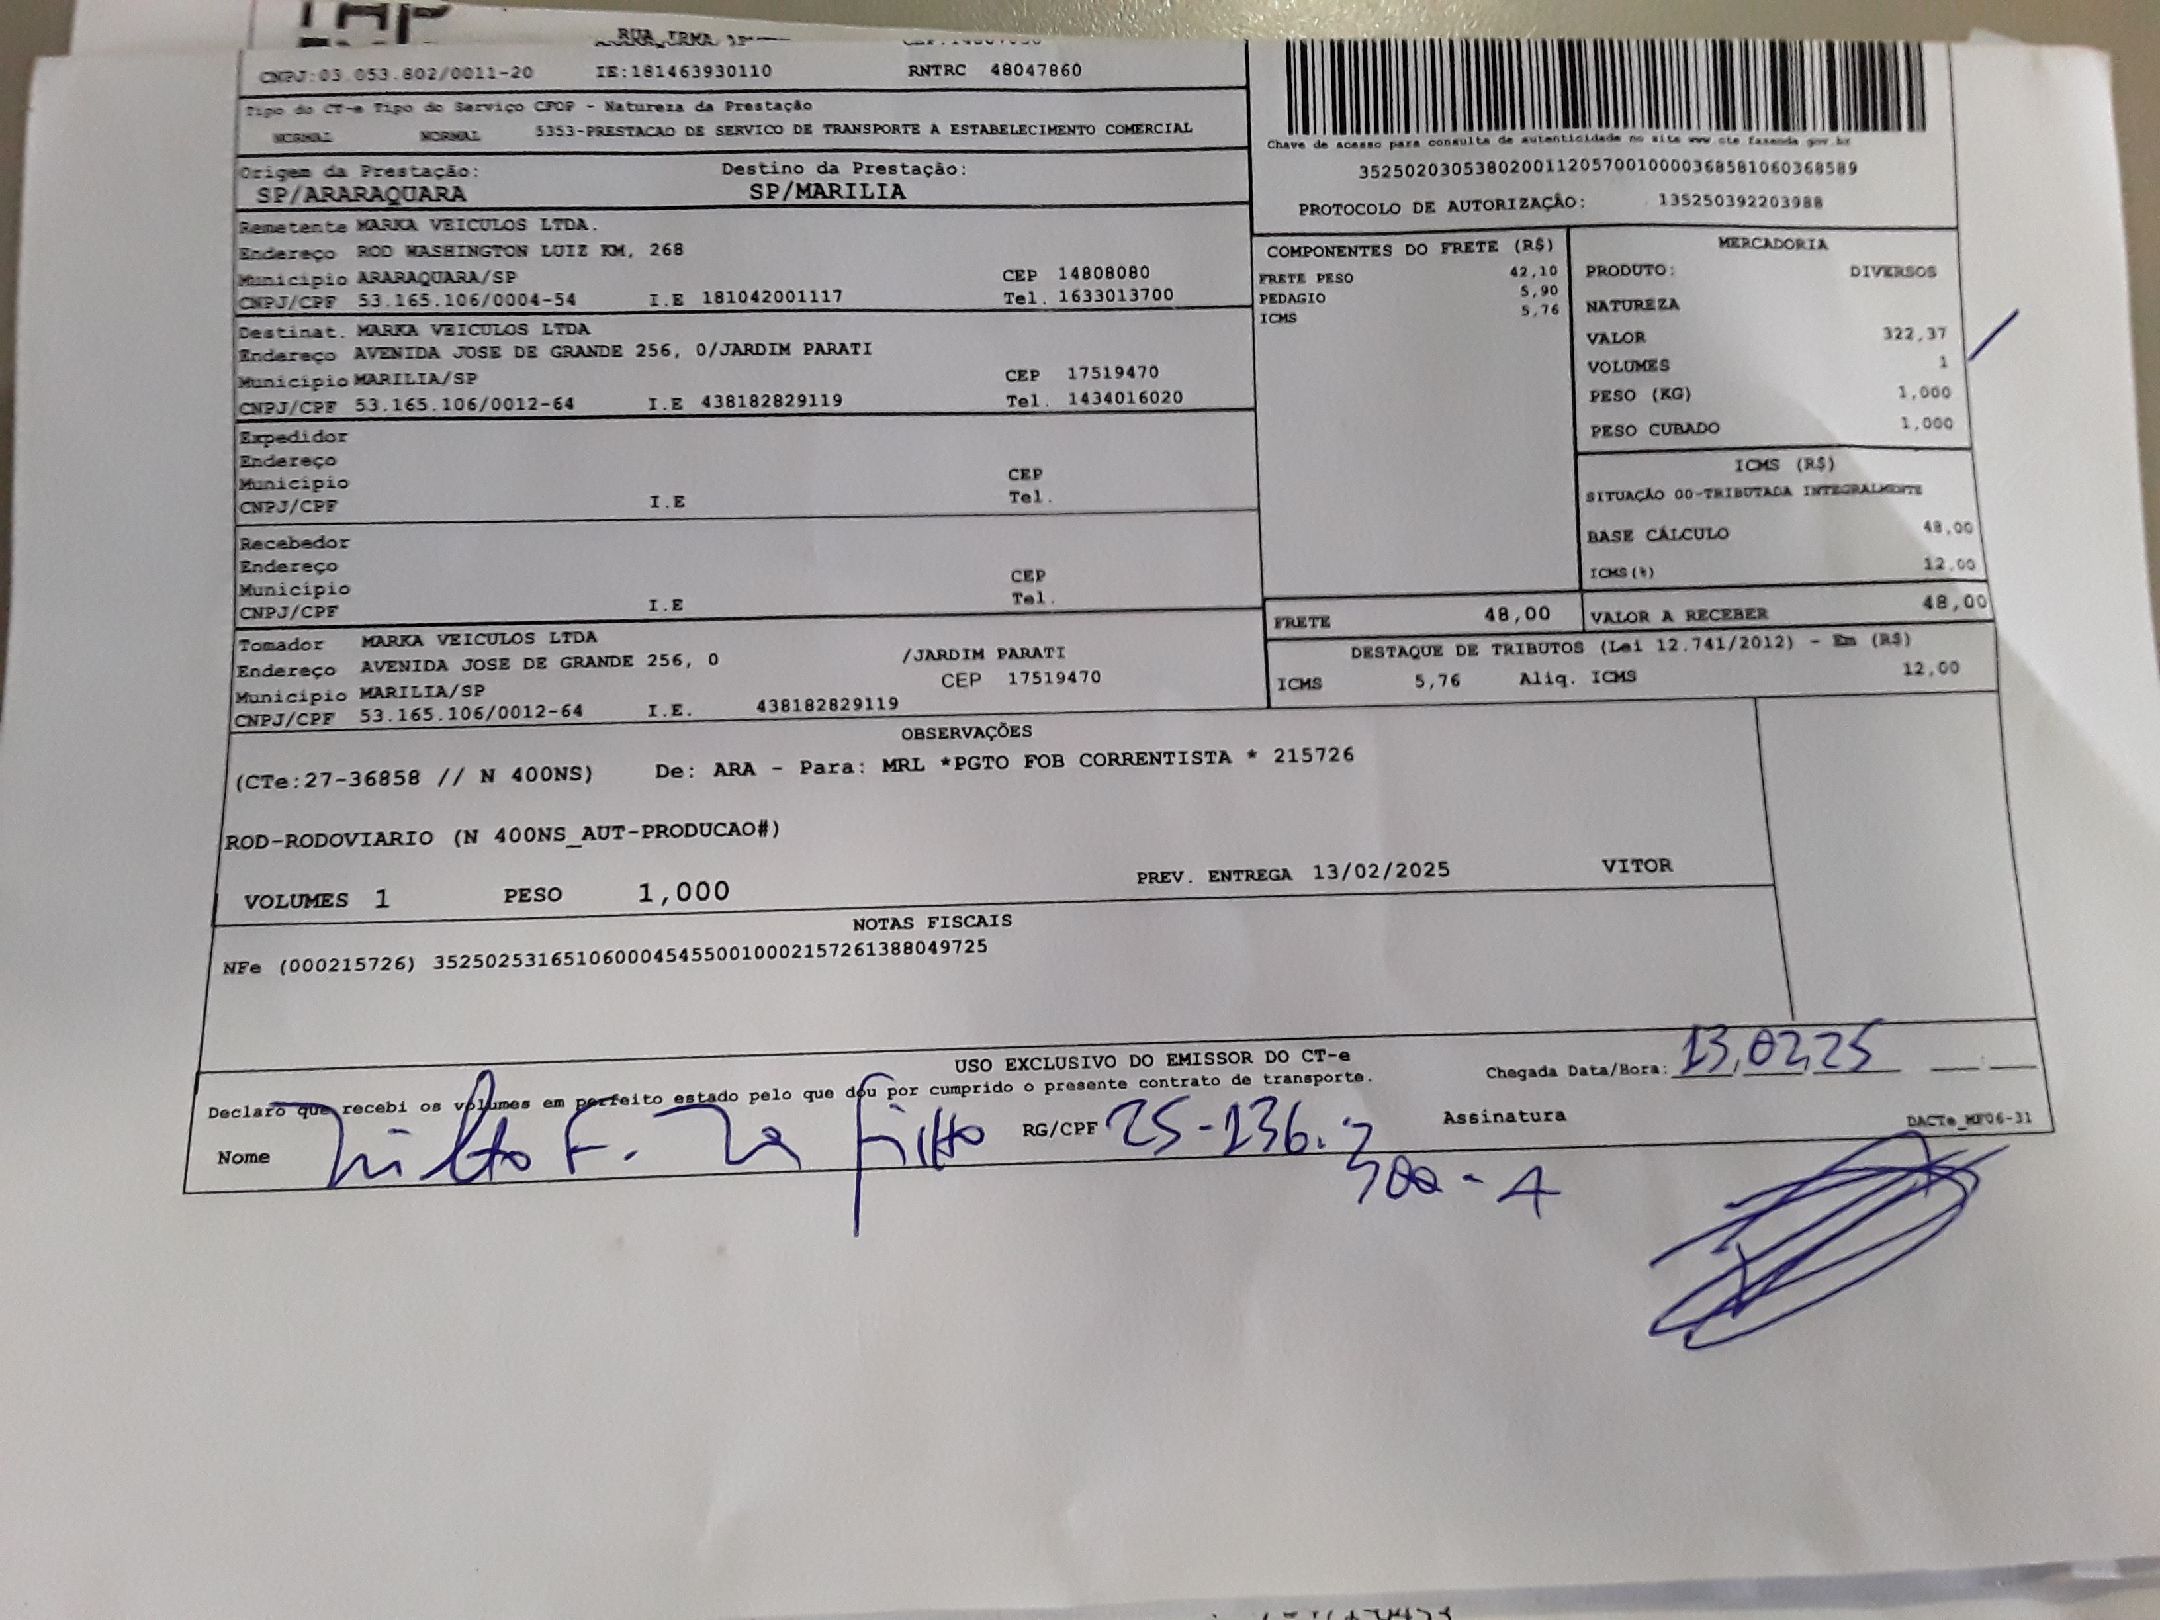 CNPJ:03.053.802/0011-20 IE:181463930110 RNTRC 48047860
Tipo do CT-e Tipo do Serviço CFOP - Natureza da Prestação
NORMAL NORMAL 5353-PRESTACAO DE SERVICO DE TRANSPORTE A ESTABELECIMENTO COMERCIAL
Origem da Prestação: Destino da Prestação:
SP/ARARAQUARA SP/MARILIA
Remetente MARKA VEICULOS LTDA.
Endereço ROD WASHINGTON LUIZ KM, 268
Município ARARAQUARA/SP CEP 14808080
CNPJ/CPF 53.165.106/0004-54 I.E 181042001117 Tel. 1633013700
Destinat. MARKA VEICULOS LTDA
Endereço AVENIDA JOSE DE GRANDE 256, 0/JARDIM PARATI
Município MARILIA/SP CEP 17519470
CNPJ/CPF 53.165.106/0012-64 I.E 438182829119 Tel. 1434016020
Expedidor
Endereço
Município CEP
CNPJ/CPF I.E Tel.
Recebedor
Endereço
Município CEP
CNPJ/CPF I.E Tel.
Tomador MARKA VEICULOS LTDA
Endereço AVENIDA JOSE DE GRANDE 256, 0 /JARDIM PARATI
Município MARILIA/SP CEP 17519470
CNPJ/CPF 53.165.106/0012-64 I.E. 438182829119
Chave de acesso para consulta de autenticidade no site www cte fazenda gov.br
35250203053802001120570010000368581060368589
PROTOCOLO DE AUTORIZAÇÃO: 135250392203988
COMPONENTES DO FRETE (R$)
FRETE PESO 42,10
PEDAGIO 5,90
ICMS 5,76
MERCADORIA
PRODUTO: DIVERSOS
NATUREZA
VALOR 322,37
VOLUMES 1
PESO (KG) 1,000
PESO CUBADO 1,000
ICMS (R$)
SITUAÇÃO 00-TRIBUTADA INTEGRALMENTE
BASE CÁLCULO 48,00
ICMS(%) 12,00
FRETE 48,00 VALOR A RECEBER 48,00
DESTAQUE DE TRIBUTOS (Lei 12.741/2012) - Em (R$)
ICMS 5,76 Aliq. ICMS 12,00
OBSERVAÇÕES
(CTe:27-36858 // N 400NS) De: ARA - Para: MRL *PGTO FOB CORRENTISTA * 215726
ROD-RODOVIARIO (N 400NS_AUT-PRODUCAO#)
VOLUMES 1 PESO 1,000 PREV. ENTREGA 13/02/2025 VITOR
NOTAS FISCAIS
NFe (000215726) 35250253165106000454550010002157261388049725
USO EXCLUSIVO DO EMISSOR DO CT-e
Declaro que recebi os volumes em perfeito estado pelo que dou por cumprido o presente contrato de transporte. Chegada Data/Hora: 13.02.25
Nome RG/CPF 25-136. Assinatura DACTe_MF06-31